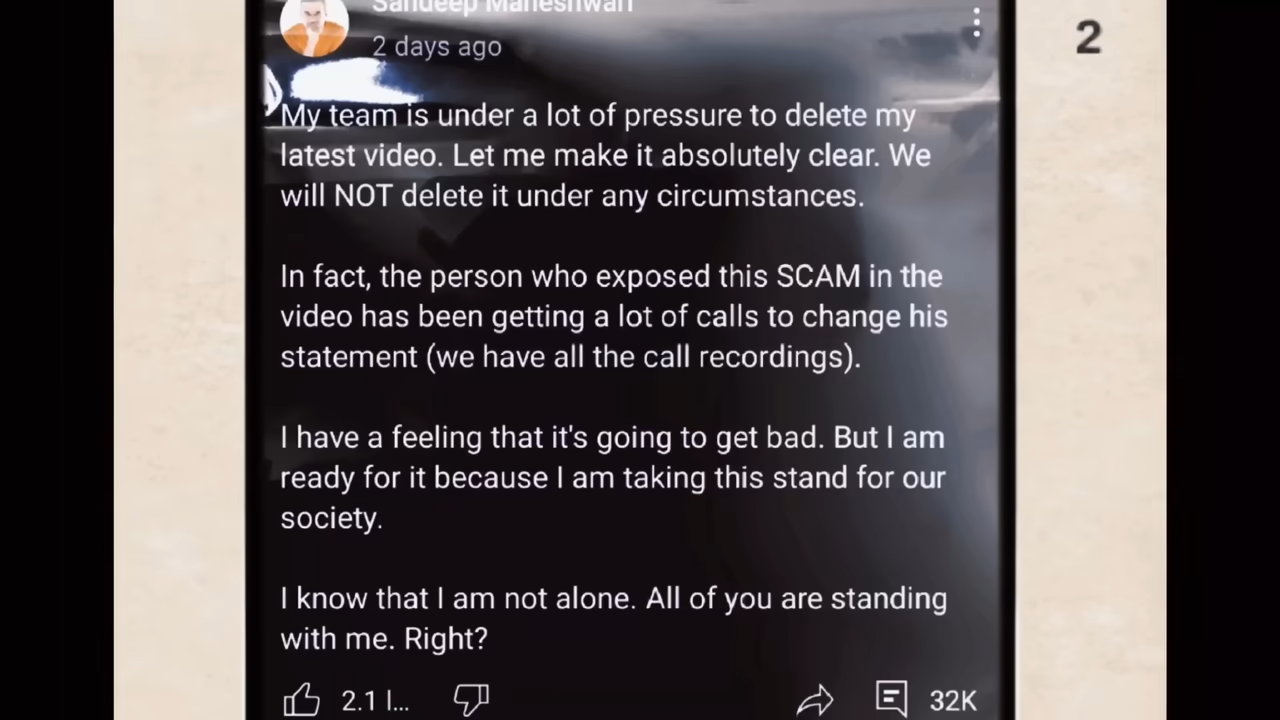 Sandeep Maheshwari
2 days ago
2
My team is under a lot of pressure to delete my
latest video. Let me make it absolutely clear. We
will NOT delete it under any circumstances.
In fact, the person who exposed this SCAM in the
video has been getting a lot of calls to change his
statement (we have all the call recordings).
I have a feeling that it's going to get bad. But I am
ready for it because I am taking this stand for our
society.
I know that I am not alone. All of you are standing
with me. Right?
2.1 l...
32K